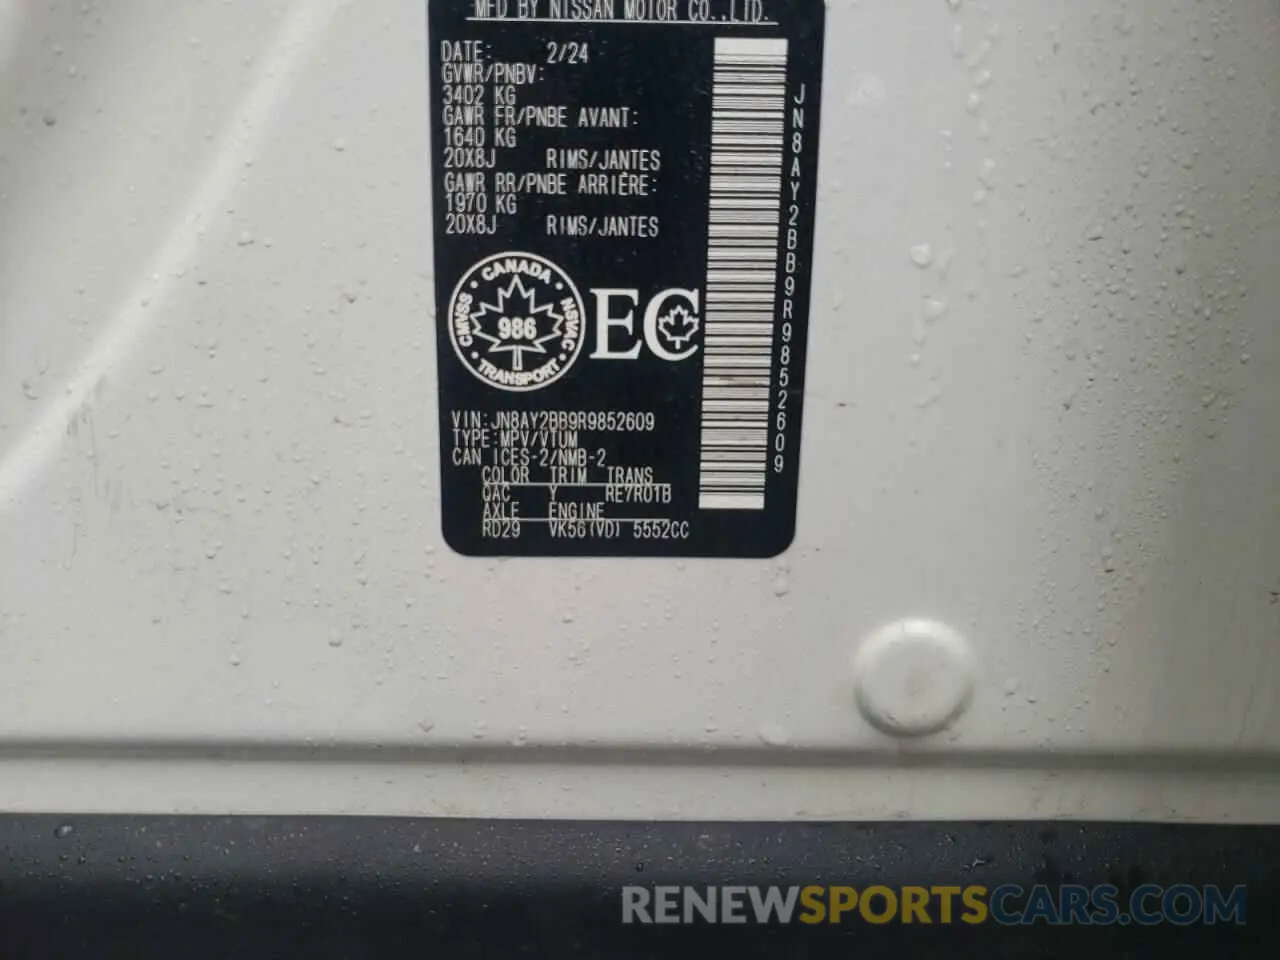 MFD BY NISSAN MOTOR CO.,LTD.
DATE: 2/24
GVWR/PNBV:
3402 KG
GAWR FR/PNBE AVANT:
1640 KG
20X8J RIMS/JANTES
GAWR RR/PNBE ARRIÈRE:
1970 KG
20X8J RIMS/JANTES
CANADA
CMVSS
NSVAC
986
TRANSPORT
EC
VIN:JN8AY2BB9R9852609
TYPE:MPV/VTUM
CAN ICES-2/NMB-2
COLOR TRIM TRANS
QAC Y RE7R01B
AXLE ENGINE
RD29 VK56(VD) 5552CC
JN8AY2BB9R9852609
RENEWSPORTSCARS.COM